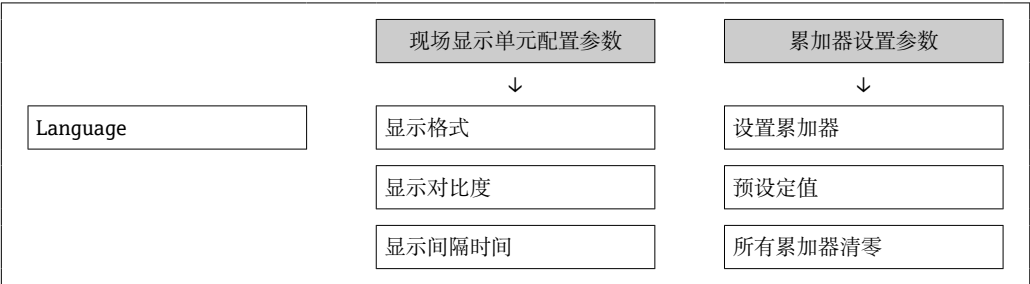 现场显示单元配置参数 累加器设置参数
↓ ↓
Language 显示格式 设置累加器
显示对比度 预设定值
显示间隔时间 所有累加器清零